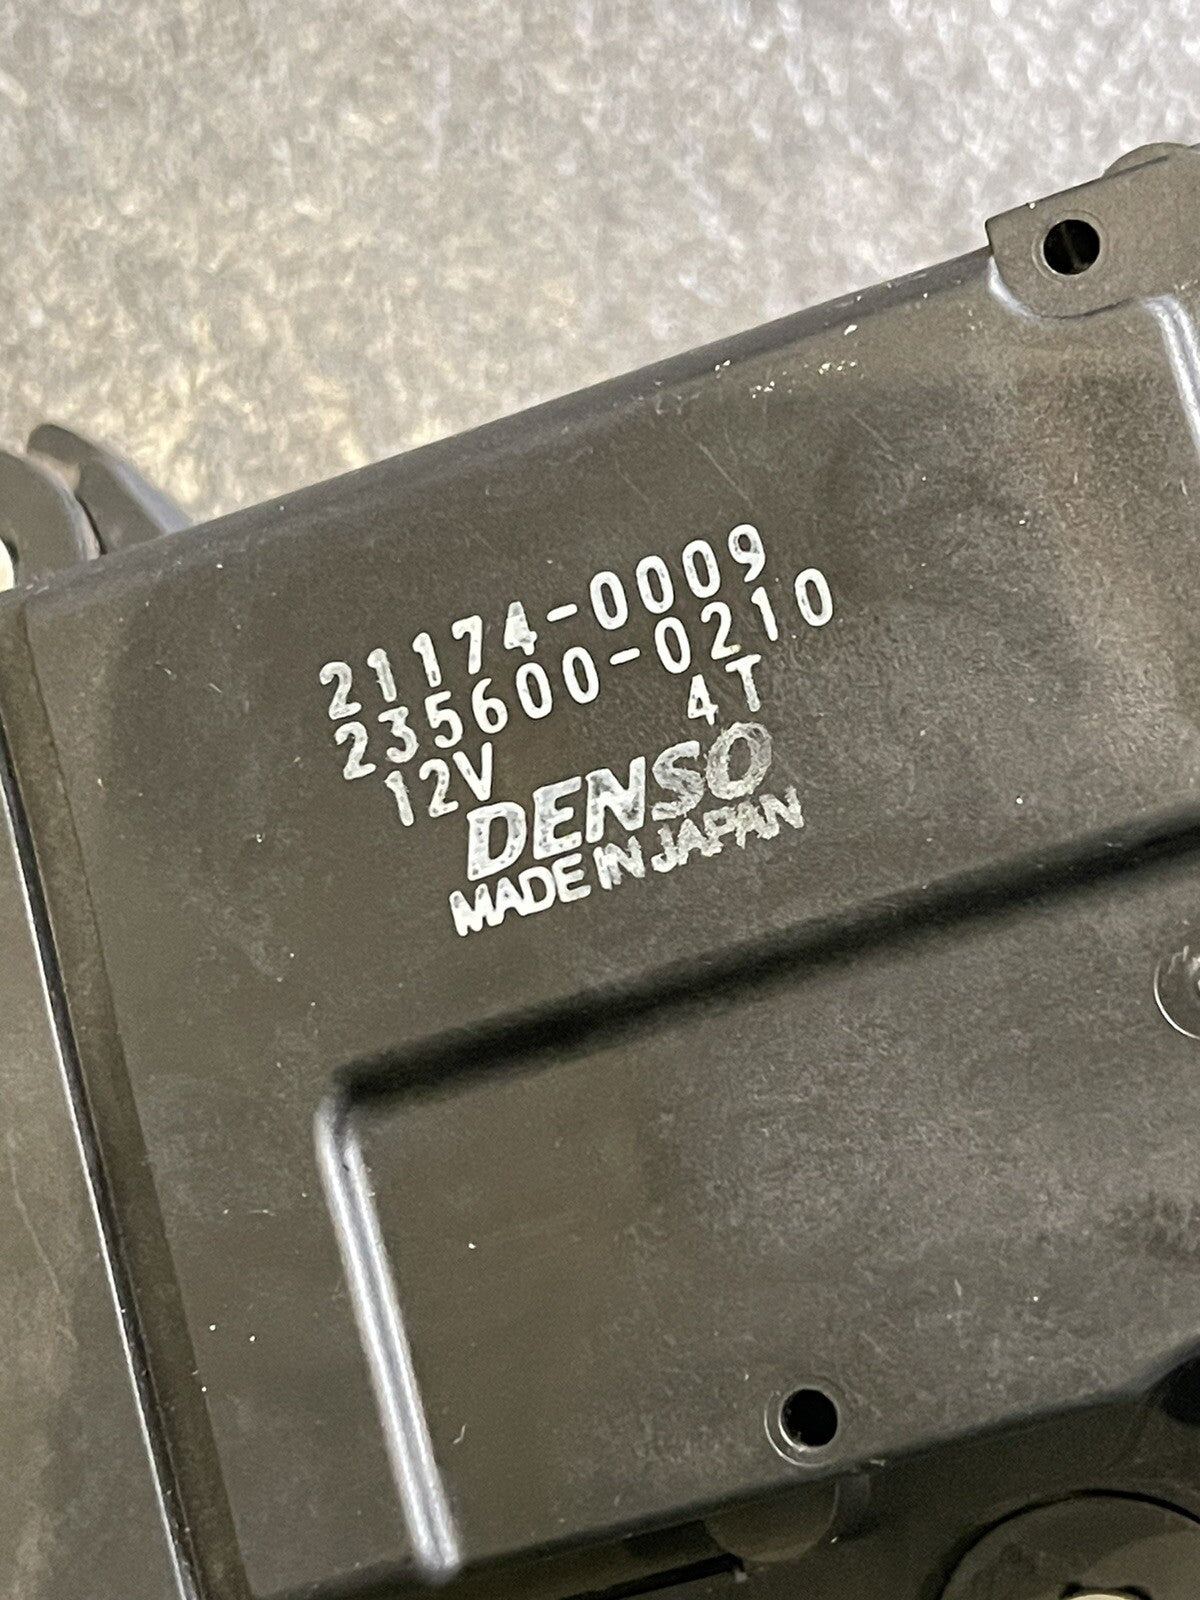 21174-0009
235600-0210
12V 4T
DENSO
MADE IN JAPAN